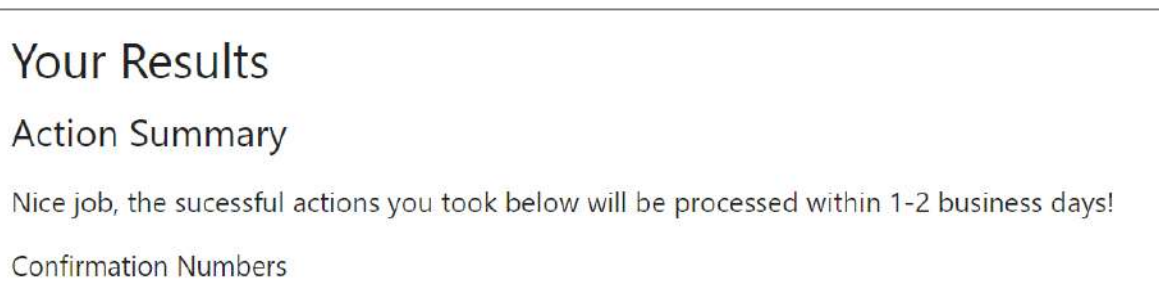 Your Results
Action Summary
Nice job, the sucessful actions you took below will be processed within 1-2 business days!
Confirmation Numbers